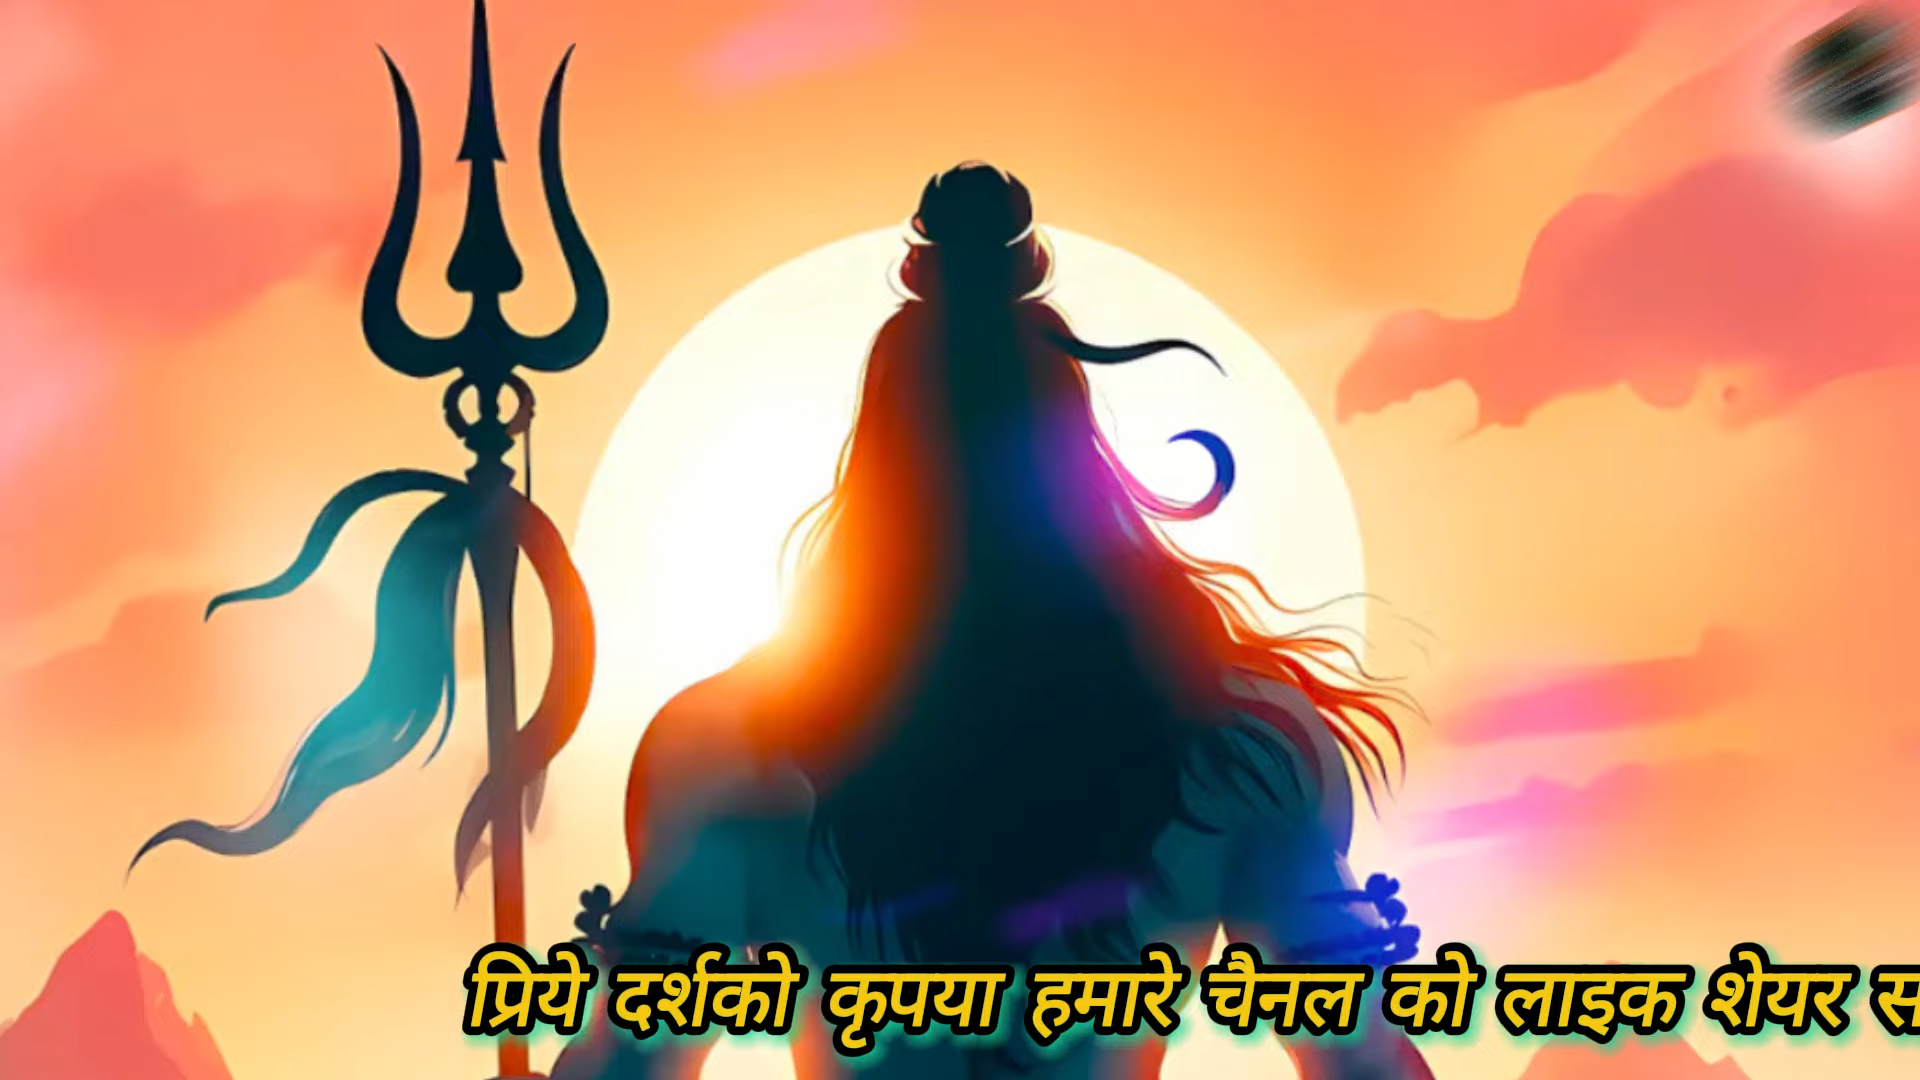 प्रिये दर्शको कृपया हमारे चैनल को लाइक शेयर